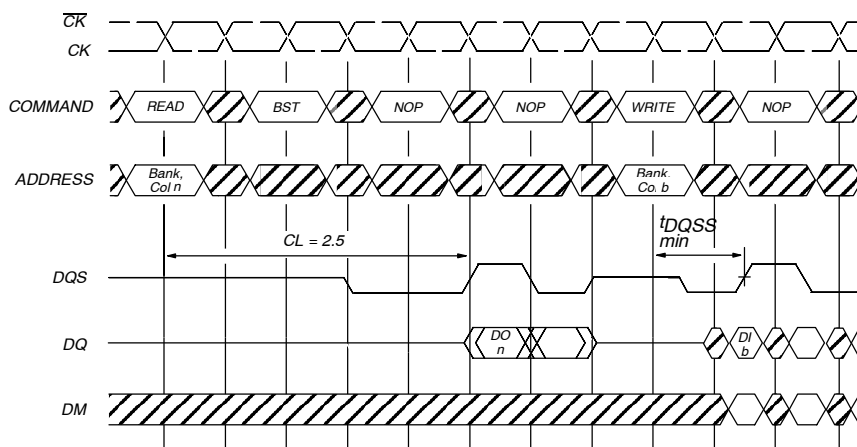 CK
CK
COMMAND READ BST NOP NOP WRITE NOP
ADDRESS Bank, Col n Bank. Co. b
CL = 2.5
tDQSS min
DQS
DQ DO n DI b
DM